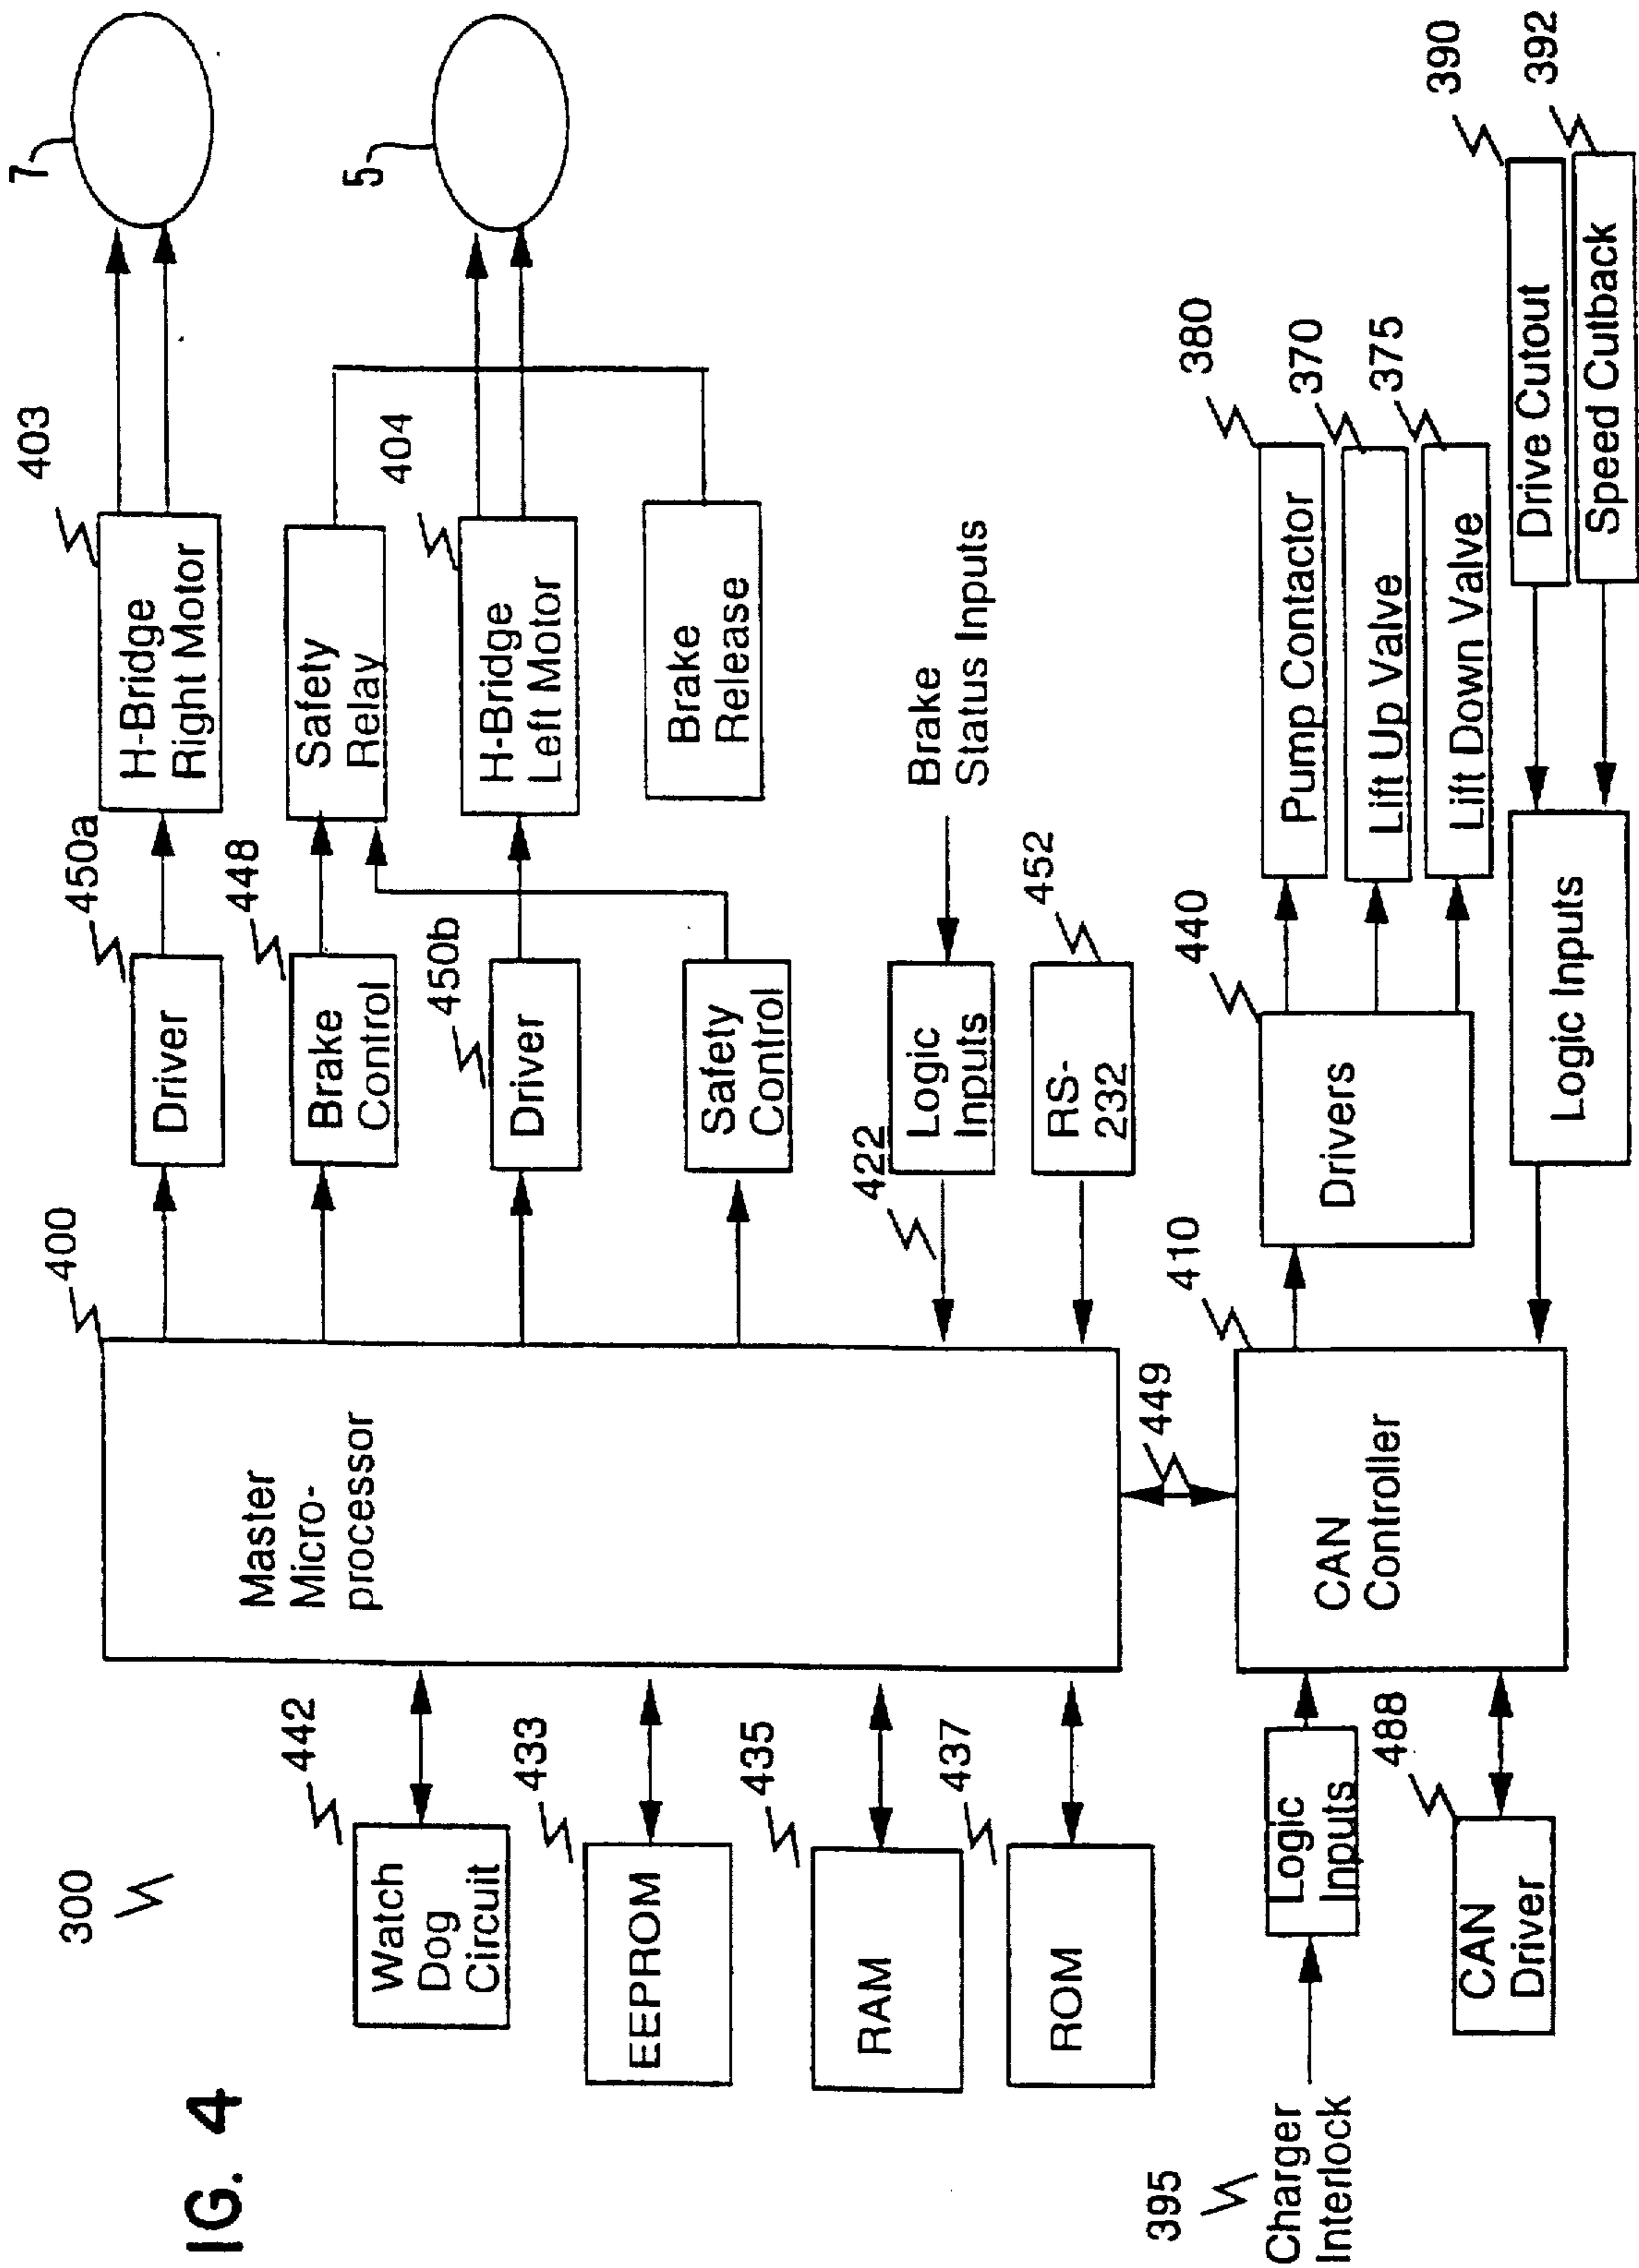 IG. 4
300
442
Watch
Dog
Circuit
433
EEPROM
435
RAM
437
ROM
400
Master
Micro-
processor
450a
Driver
403
H-Bridge
Right Motor
7
448
Brake
Control
Safety
Relay
450b
Driver
404
H-Bridge
Left Motor
5
Safety
Control
Brake
Release
422
Logic
Inputs
Brake
Status Inputs
452
RS-
232
449
395
Charger
Interlock
Logic
Inputs
488
CAN
Driver
410
CAN
Controller
440
Drivers
380
Pump Contactor
370
Lift Up Valve
375
Lift Down Valve
Logic Inputs
390
Drive Cutout
392
Speed Cutback